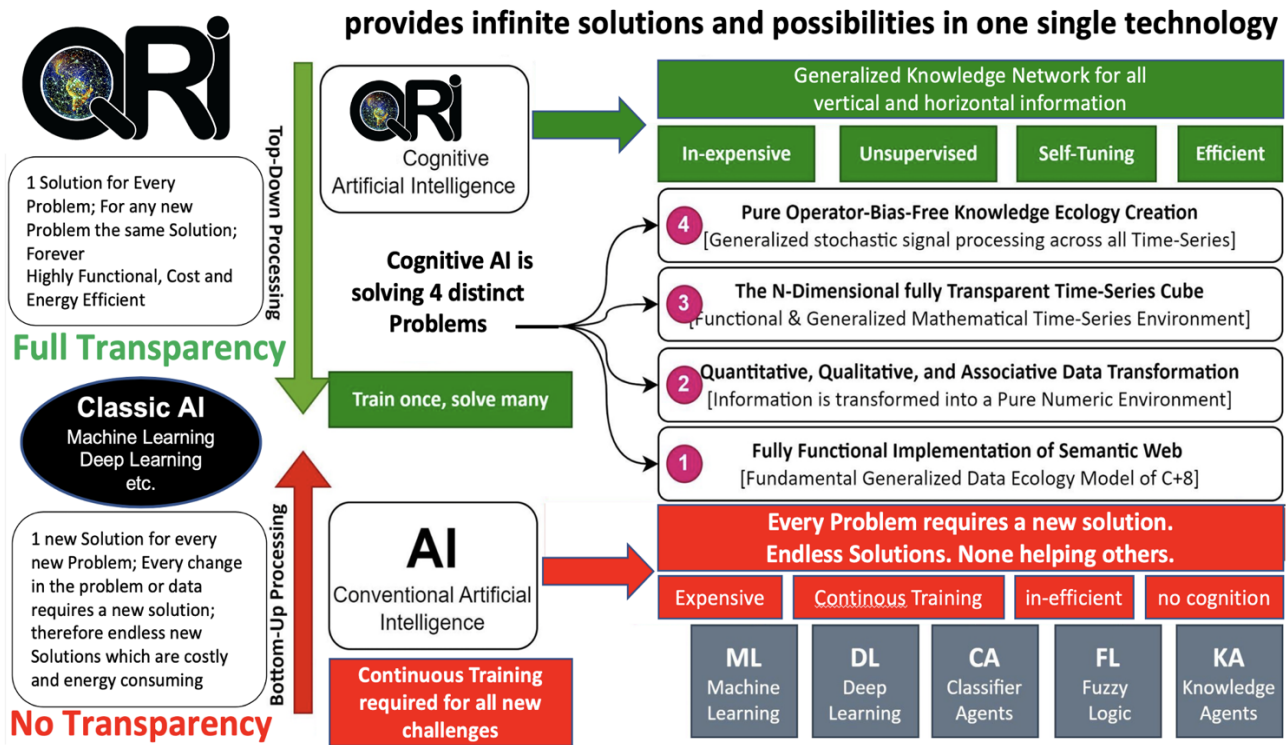 provides infinite solutions and possibilities in one single technology
QRi
1 Solution for Every
Problem; For any new
Problem the same Solution;
Forever
Highly Functional, Cost and
Energy Efficient
Full Transparency
Top-Down Processing
QRi
Cognitive
Artificial Intelligence
Generalized Knowledge Network for all
vertical and horizontal information
In-expensive
Unsupervised
Self-Tuning
Efficient
Cognitive AI is
solving 4 distinct
Problems
4
Pure Operator-Bias-Free Knowledge Ecology Creation
[Generalized stochastic signal processing across all Time-Series]
3
The N-Dimensional fully Transparent Time-Series Cube
[Functional & Generalized Mathematical Time-Series Environment]
2
Quantitative, Qualitative, and Associative Data Transformation
[Information is transformed into a Pure Numeric Environment]
1
Fully Functional Implementation of Semantic Web
[Fundamental Generalized Data Ecology Model of C+8]
Train once, solve many
Classic AI
Machine Learning
Deep Learning
etc.
1 new Solution for every
new Problem; Every change
in the problem or data
requires a new solution;
therefore endless new
Solutions which are costly
and energy consuming
No Transparency
Bottom-Up Processing
AI
Conventional Artificial
Intelligence
Continuous Training
required for all new
challenges
Every Problem requires a new solution.
Endless Solutions. None helping others.
Expensive
Continous Training
in-efficient
no cognition
ML
Machine
Learning
DL
Deep
Learning
CA
Classifier
Agents
FL
Fuzzy
Logic
KA
Knowledge
Agents